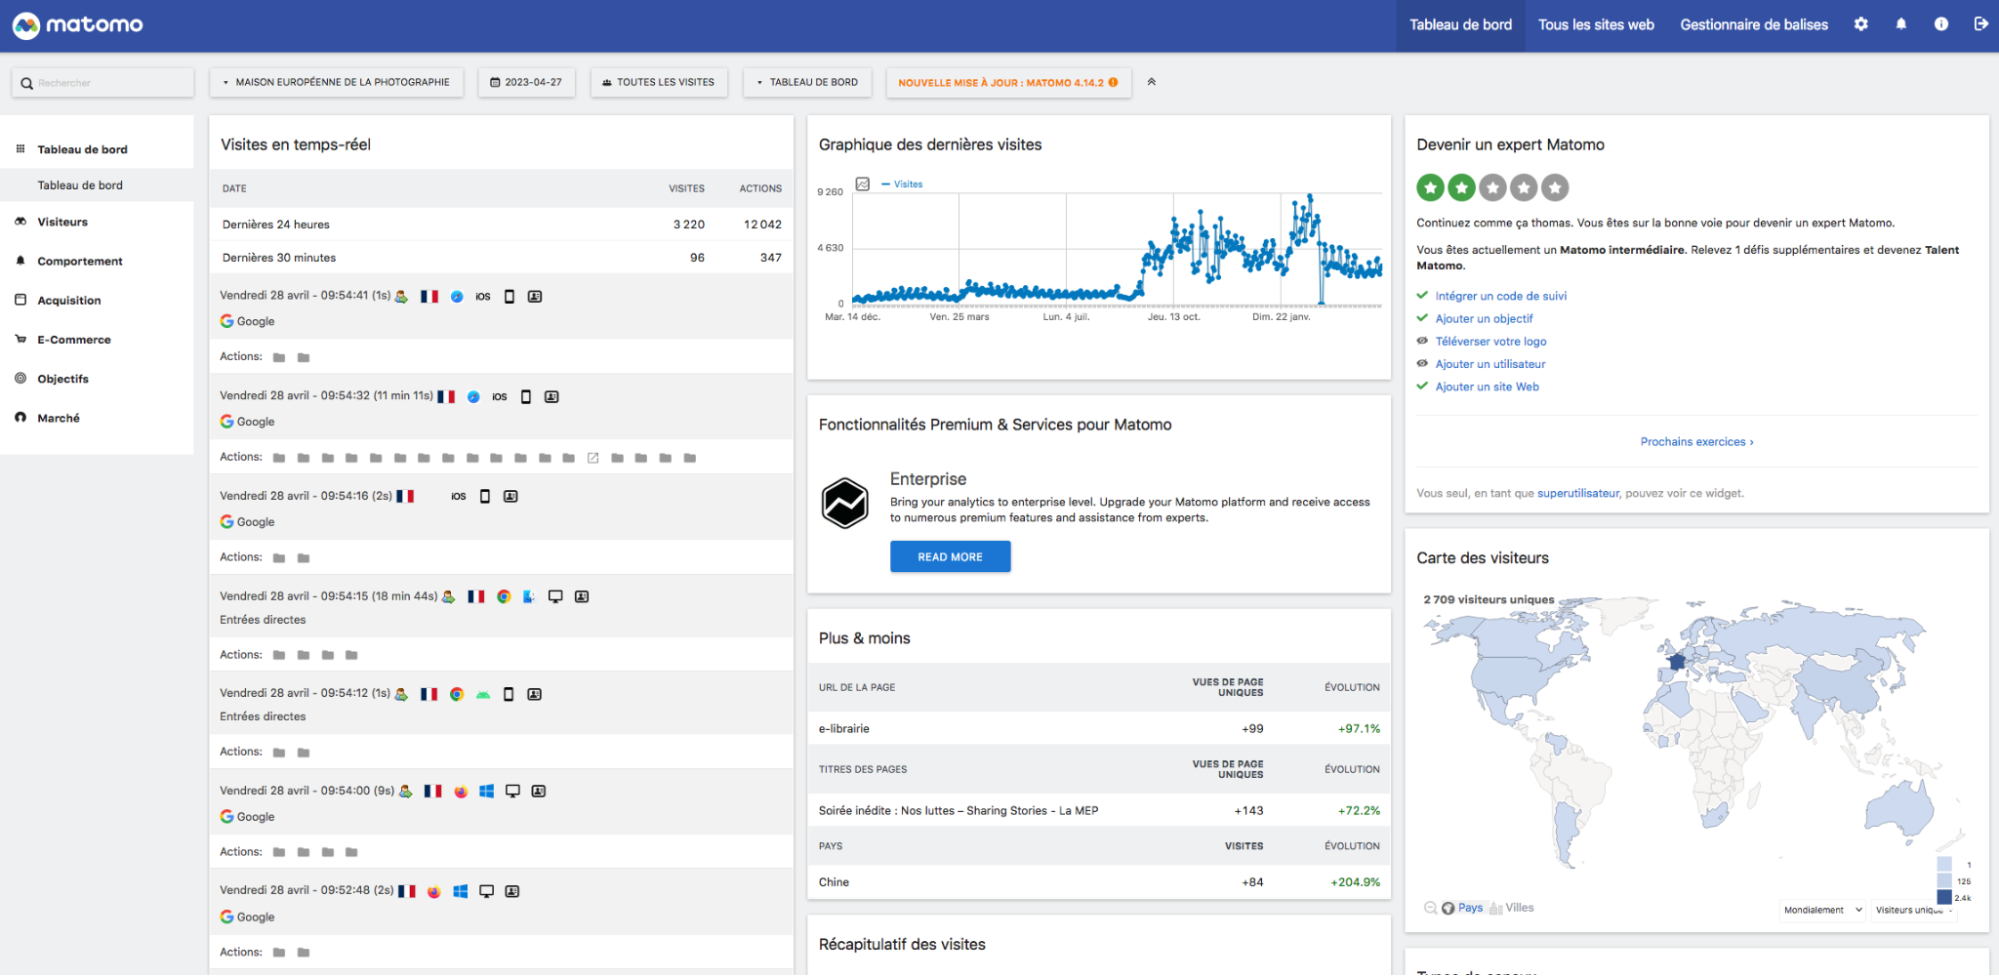 matomo
Tableau de bord
Tous les sites web
Gestionnaire de balises
Rechercher
MAISON EUROPÉENNE DE LA PHOTOGRAPHIE
2023-04-27
TOUTES LES VISITES
TABLEAU DE BORD
NOUVELLE MISE À JOUR : MATOMO 4.14.2
Tableau de bord
Tableau de bord
Visiteurs
Comportement
Acquisition
E-Commerce
Objectifs
Marché
Visites en temps-réel
DATE VISITES ACTIONS
Dernières 24 heures 3 220 12 042
Dernières 30 minutes 96 347
Vendredi 28 avril - 09:54:41 (1s) iOS
Google
Actions:
Vendredi 28 avril - 09:54:32 (11 min 11s) iOS
Google
Actions:
Vendredi 28 avril - 09:54:16 (2s) iOS
Google
Actions:
Vendredi 28 avril - 09:54:15 (18 min 44s)
Entrées directes
Actions:
Vendredi 28 avril - 09:54:12 (1s)
Entrées directes
Actions:
Vendredi 28 avril - 09:54:00 (9s)
Google
Actions:
Vendredi 28 avril - 09:52:48 (2s)
Google
Actions:
Graphique des dernières visites
Visites
9 260
4 630
0
Mar. 14 déc. Ven. 25 mars Lun. 4 juil. Jeu. 13 oct. Dim. 22 janv.
Fonctionnalités Premium & Services pour Matomo
Enterprise
Bring your analytics to enterprise level. Upgrade your Matomo platform and receive access
to numerous premium features and assistance from experts.
READ MORE
Plus & moins
URL DE LA PAGE VUES DE PAGE UNIQUES ÉVOLUTION
e-librairie +99 +97.1%
TITRES DES PAGES VUES DE PAGE UNIQUES ÉVOLUTION
Soirée inédite : Nos luttes – Sharing Stories - La MEP +143 +72.2%
PAYS VISITES ÉVOLUTION
Chine +84 +204.9%
Récapitulatif des visites
Devenir un expert Matomo
Continuez comme ça thomas. Vous êtes sur la bonne voie pour devenir un expert Matomo.
Vous êtes actuellement un Matomo intermédiaire. Relevez 1 défis supplémentaires et devenez Talent
Matomo.
Intégrer un code de suivi
Ajouter un objectif
Téléverser votre logo
Ajouter un utilisateur
Ajouter un site Web
Prochains exercices ›
Vous seul, en tant que superutilisateur, pouvez voir ce widget.
Carte des visiteurs
2 709 visiteurs uniques
1
125
2.4k
Pays Villes
Mondialement
Visiteurs